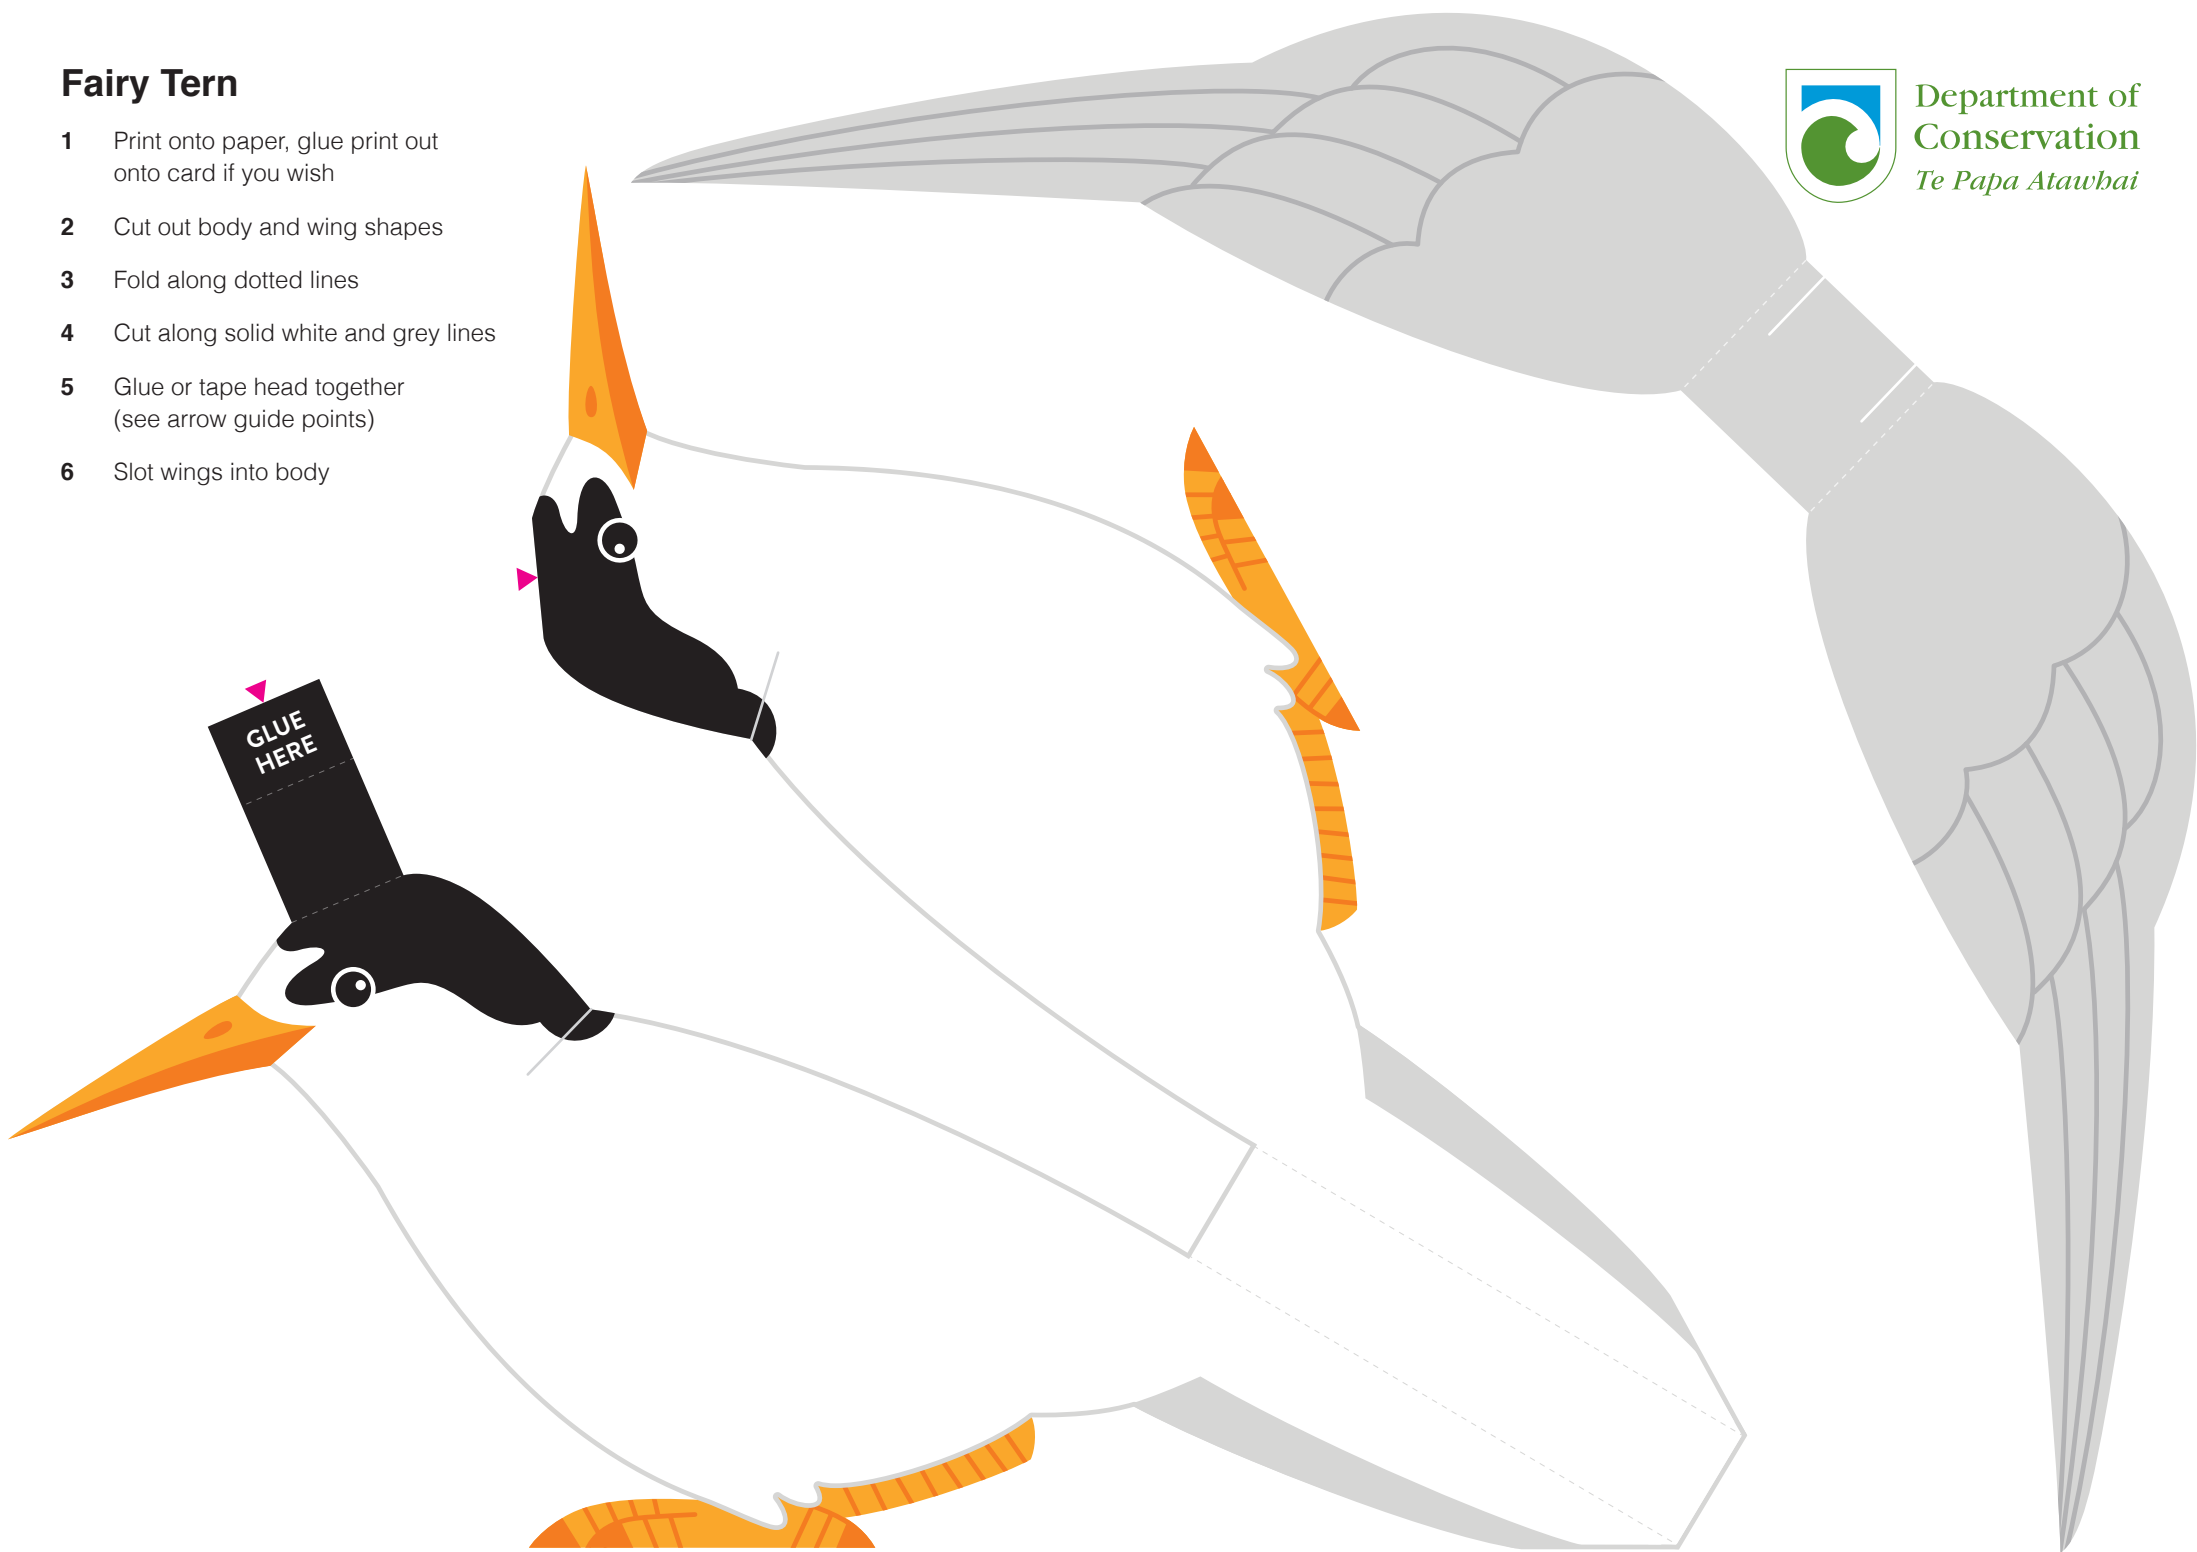 Fairy Tern
1 Print onto paper, glue print out
onto card if you wish
2 Cut out body and wing shapes
3 Fold along dotted lines
4 Cut along solid white and grey lines
5 Glue or tape head together
(see arrow guide points)
6 Slot wings into body
Department of
Conservation
Te Papa Atawhai
GLUE
HERE